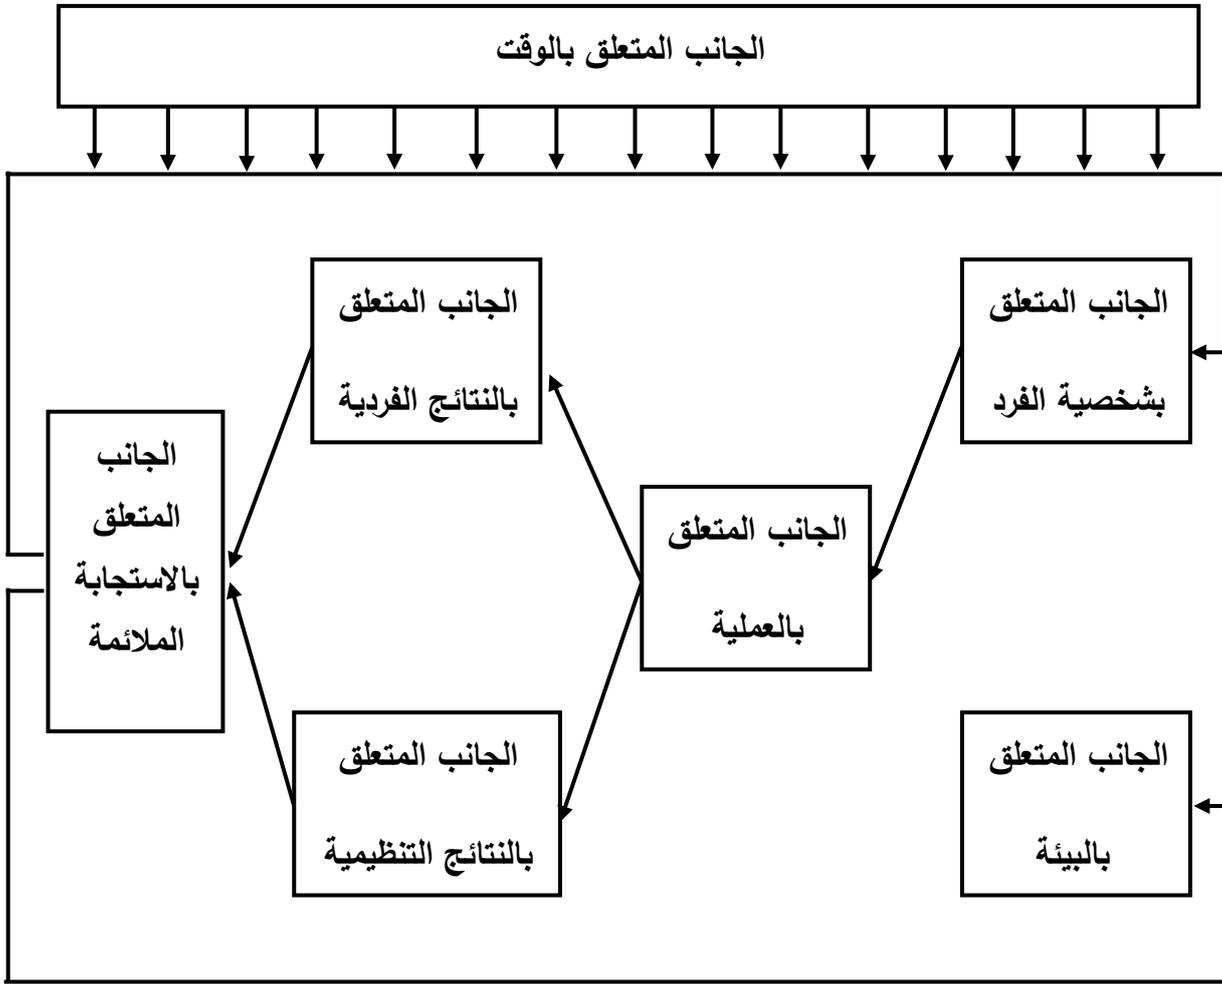 الجانب المتعلق بالوقت
الجانب المتعلق
بشخصية الفرد
الجانب المتعلق
بالنتائج الفردية
الجانب المتعلق
بالعملية
الجانب
المتعلق
بالاستجابة
الملائمة
الجانب المتعلق
بالبيئة
الجانب المتعلق
بالنتائج التنظيمية